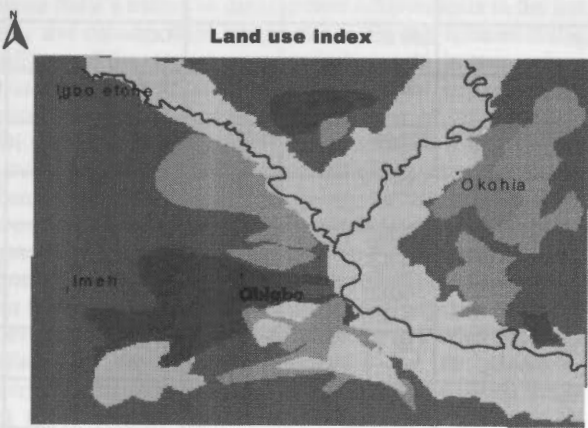 N
Land use index
Igbo etche
Okohia
Imeh
Obigbo